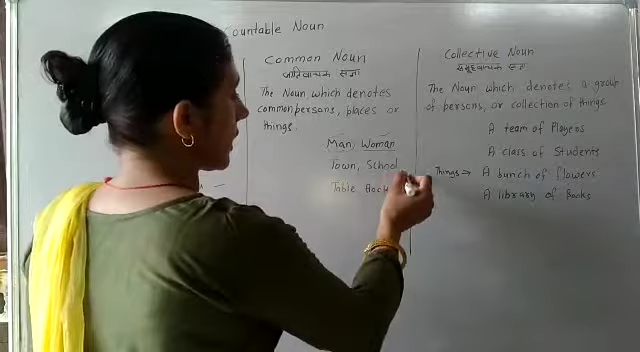 Countable Noun
Common Noun
जातिवाचक संज्ञा
The Noun which denotes
common persons, places or
things.
Man, Woman
Town, School
Table Book
Collective Noun
समूहवाचक संज्ञा
The Noun which denotes a group
of persons, or collection of things.
A team of Players
A class of Students
Things → A bunch of flowers
A library of Books